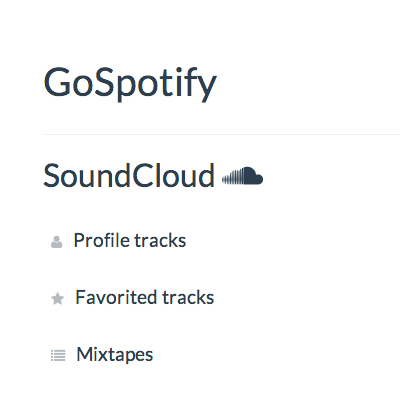 GoSpotify
SoundCloud
Profile tracks
Favorited tracks
Mixtapes